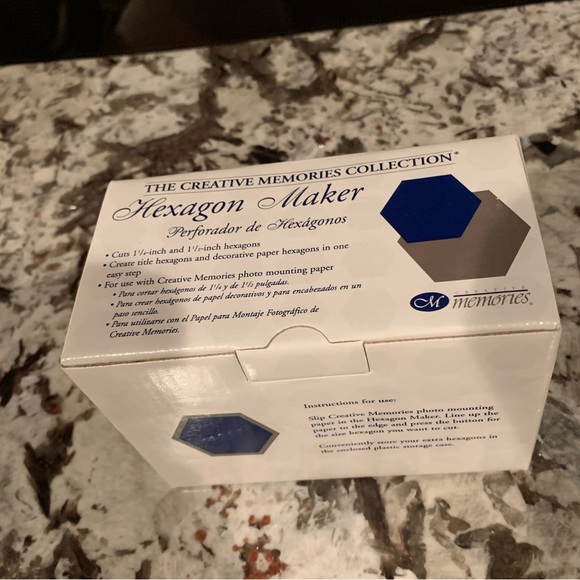 THE CREATIVE MEMORIES COLLECTION®
Hexagon Maker
Perforador de Hexágonos
• Cuts 1¼-inch and 1½-inch hexagons
• Create title hexagons and decorative paper hexagons in one
easy step
• For use with Creative Memories photo mounting paper
• Para cortar hexágonos de 1¼ y de 1½ pulgadas.
• Para crear hexágonos de papel decorativos y para encabezados en un
paso sencillo.
• Para utilizarse con el Papel para Montaje Fotográfico de
Creative Memories.
CM CREATIVE
memories®
Instructions for use:
Slip Creative Memories photo mounting
paper in the Hexagon Maker. Line up the
paper to the edge and press the button for
the size hexagon you want to cut.
Conveniently store your extra hexagons in
the enclosed plastic storage case.